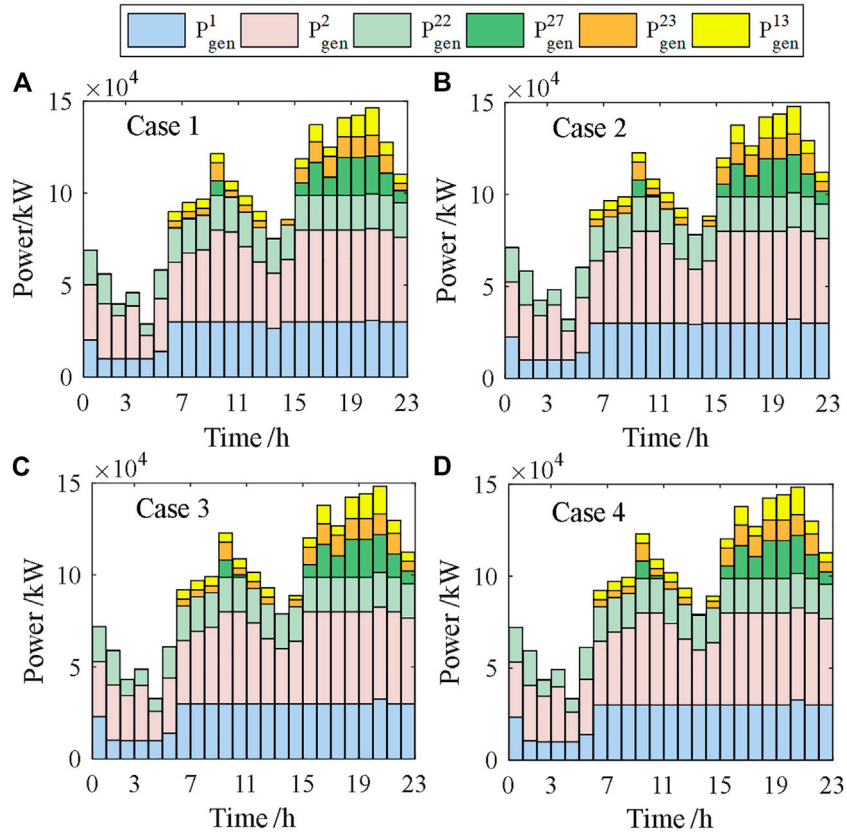 P¹gen P²gen P²²gen P²⁷gen P²³gen P¹³gen
A
×10⁴
Case 1
15
10
5
0
Power/kW
0 3 7 11 15 19 23
Time /h
B
×10⁴
Case 2
15
10
5
0
Power /kW
0 3 7 11 15 19 23
Time /h
C
×10⁴
Case 3
15
10
5
0
Power /kW
0 3 7 11 15 19 23
Time /h
D
×10⁴
Case 4
15
10
5
0
Power /kW
0 3 7 11 15 19 23
Time /h